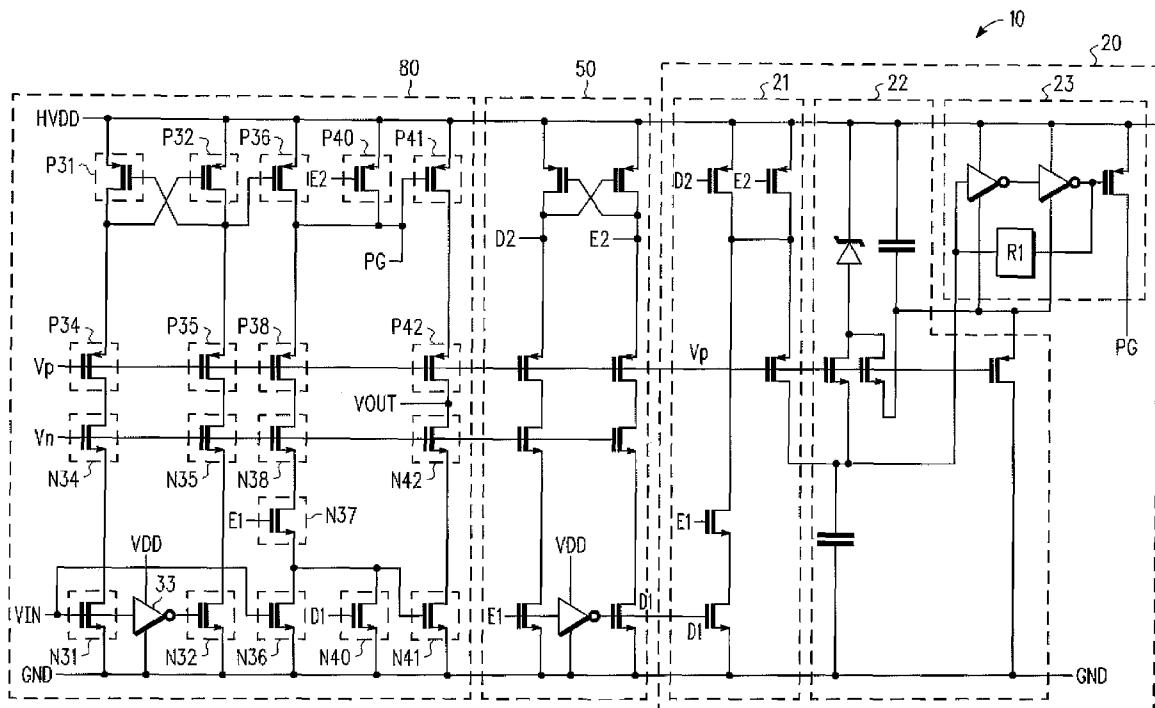 10
20
80
50
21
22
23
HVDD
P31
P32
P36
P40
P41
E2
D2
E2
D2
E2
PG
R1
PG
P34
P35
P38
P42
Vp
Vp
VOUT
Vn
N34
N35
N38
N42
E1
N37
E1
VDD
33
VDD
VIN
D1
E1
D1
D1
N31
N32
N36
N40
N41
GND
GND